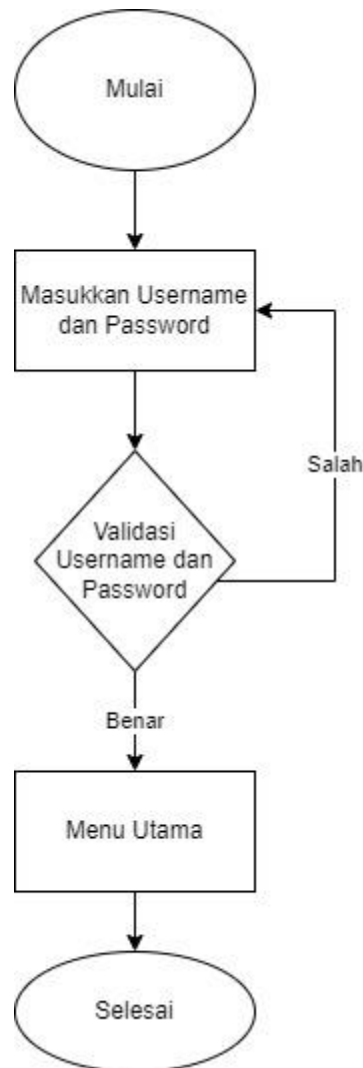 Mulai
Masukkan Username
dan Password
Salah
Validasi
Username dan
Password
Benar
Menu Utama
Selesai